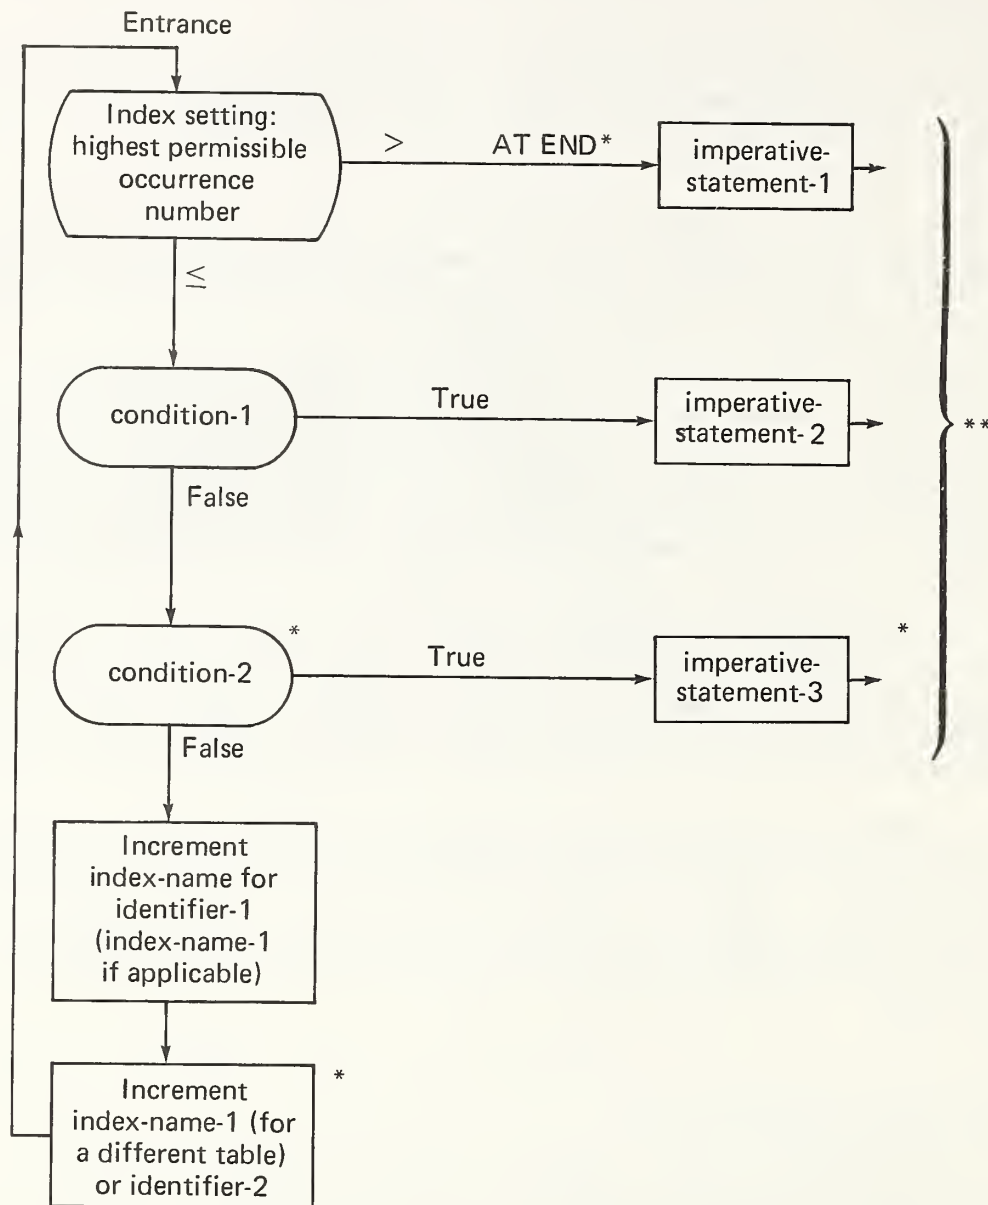 Entrance
Index setting:
highest permissible
occurrence
number
> AT END*
imperative-
statement-1
≤
condition-1
True
imperative-
statement-2
**
False
condition-2
*
True
imperative-
statement-3
*
False
Increment
index-name for
identifier-1
(index-name-1
if applicable)
Increment
index-name-1 (for
a different table)
or identifier-2
*